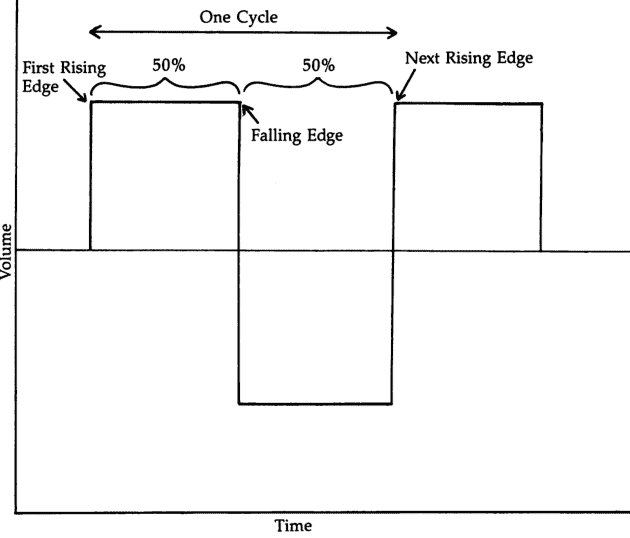 One Cycle
First Rising
Edge
50%
50%
Next Rising Edge
Falling Edge
Volume
Time